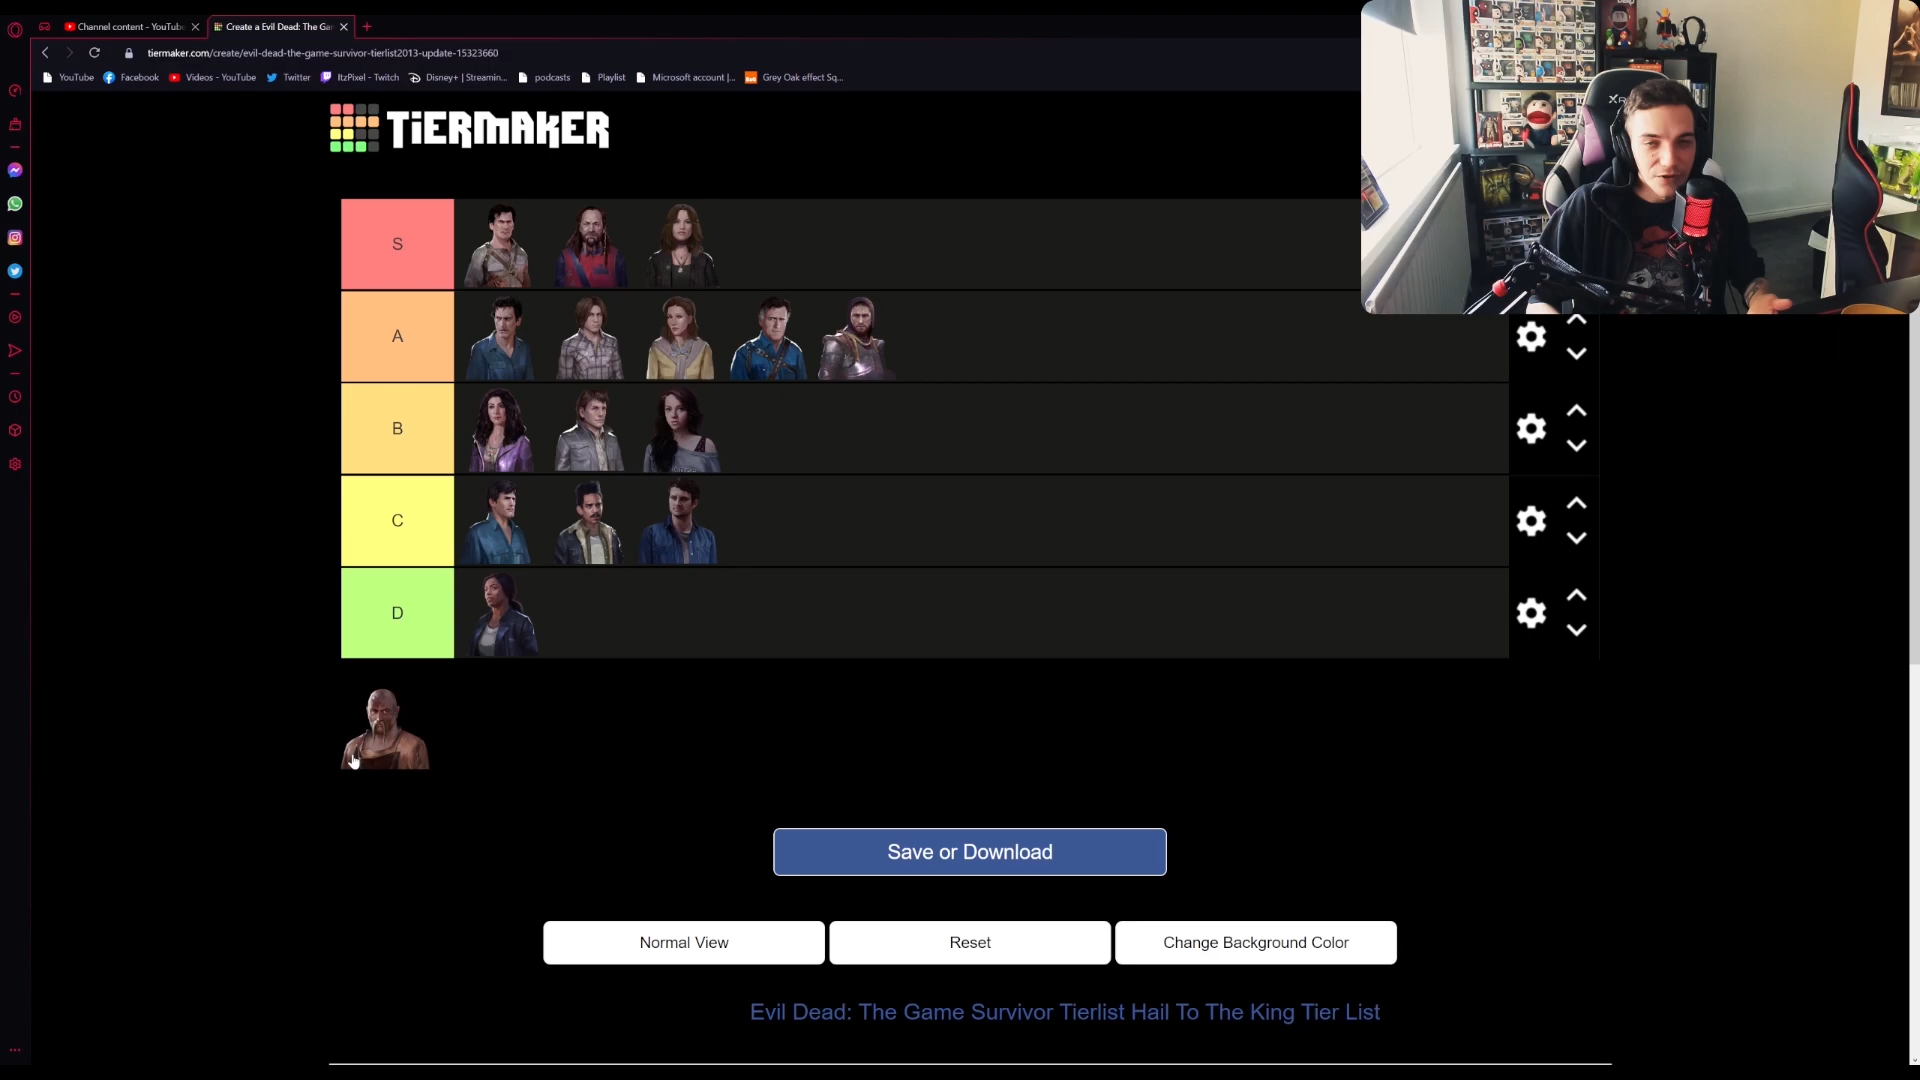 Channel content - YouTub
Create a Evil Dead: The Gar
tiermaker.com/create/evil-dead-the-game-survivor-tierlist2013-update-15323660
YouTube Facebook Videos - YouTube Twitter ItzPixel - Twitch Disney+ | Streamin... podcasts Playlist Microsoft account |... Grey Oak effect Sq...
TIERMAKER
S
A
B
C
D
Save or Download
Normal View Reset Change Background Color
Evil Dead: The Game Survivor Tierlist Hail To The King Tier List